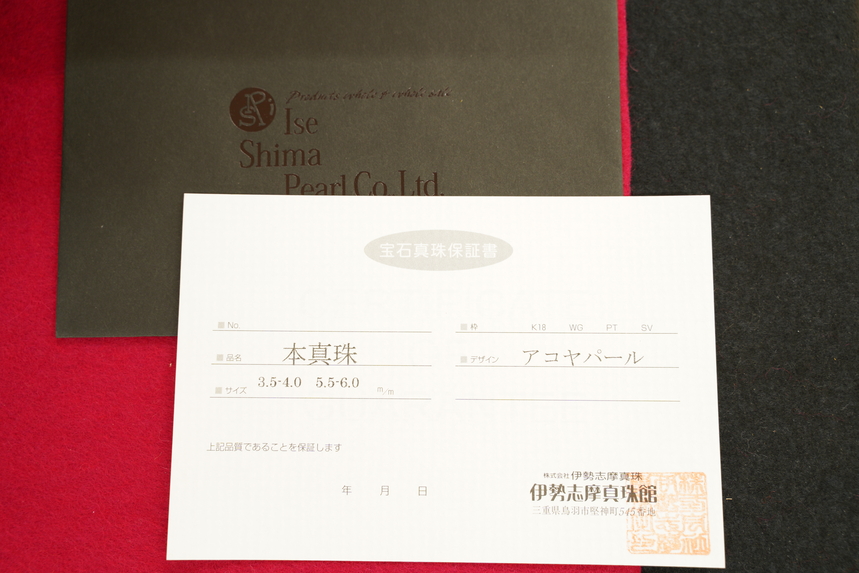 Ise
Shima
Pearl Co. Ltd.
宝石真珠保証書
No.
枠 K18 WG PT SV
品名 本真珠
デザイン アコヤパール
サイズ 3.5-4.0 5.5-6.0 m/m
上記品質であることを保証します
年 月 日
株式会社 伊勢志摩真珠
伊勢志摩真珠館
三重県鳥羽市堅神町545番地